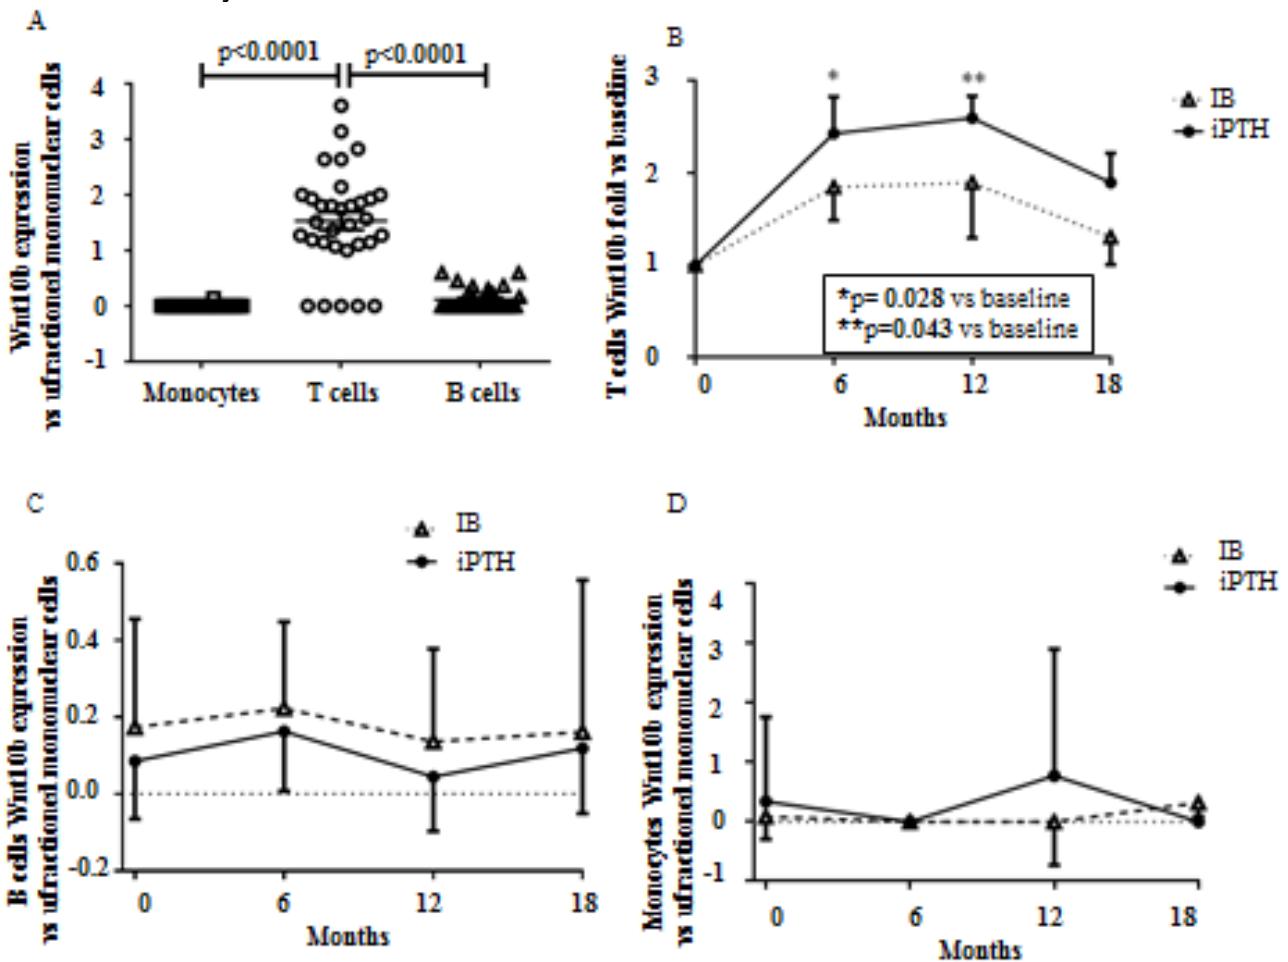 A
p<0.0001
p<0.0001
Wnt10b expression
vs ufractioned mononuclear cells
4
3
2
1
0
-1
Monocytes
T cells
B cells
B
IB
iPTH
T cells Wnt10b fold vs baseline
3
2
1
0
*
**
*p= 0.028 vs baseline
**p=0.043 vs baseline
0
6
12
18
Months
C
IB
iPTH
B cells Wnt10b expression
vs ufractioned mononuclear cells
0.6
0.4
0.2
0.0
-0.2
0
6
12
18
Months
D
IB
iPTH
Monocytes Wnt10b expression
vs ufractioned mononuclear cells
4
3
2
1
0
-1
0
6
12
18
Months